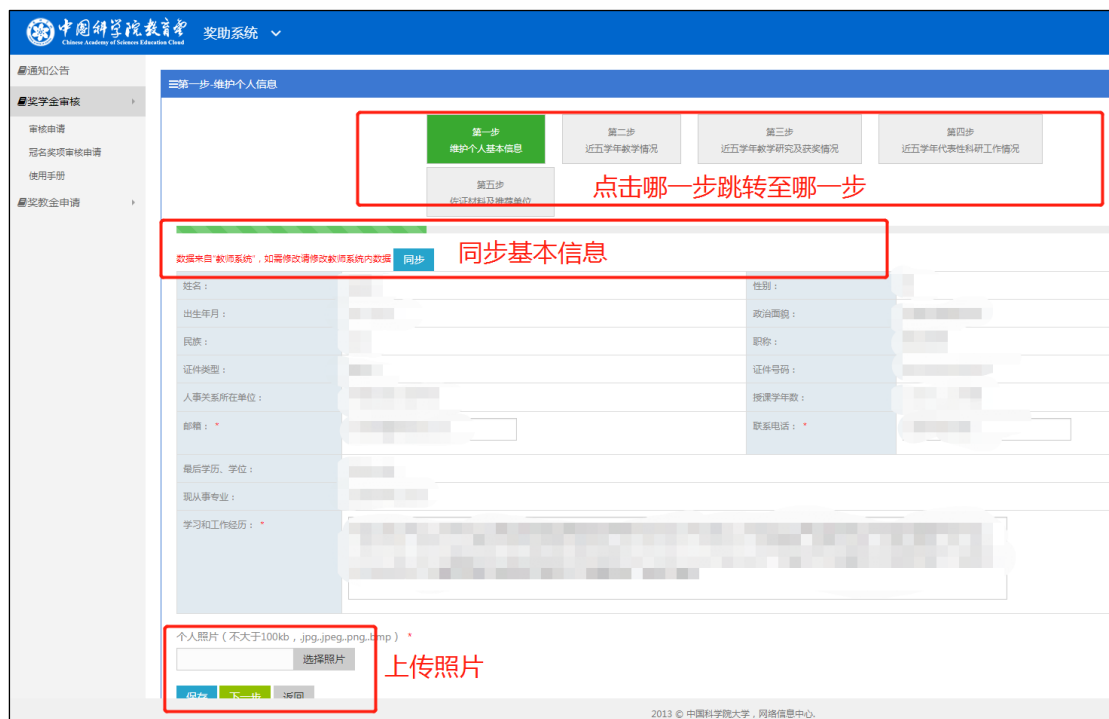 中国科学院教育云 奖助系统
Chinese Academy of Sciences Education Cloud
通知公告
奖学金审核
审核申请
冠名奖项审核申请
使用手册
奖教金申请
第一步-维护个人信息
第一步
维护个人基本信息
第二步
近五学年教学情况
第三步
近五学年教学研究及获奖情况
第四步
近五学年代表性科研工作情况
第五步
佐证材料及推荐单位
点击哪一步跳转至哪一步
数据来自“教师系统”，如需修改请修改教师系统内数据 同步
同步基本信息
姓名： 性别：
出生年月： 政治面貌：
民族： 职称：
证件类型： 证件号码：
人事关系所在单位： 授课学年数：
邮箱：* 联系电话：*
最后学历、学位：
现从事专业：
学习和工作经历：*
个人照片（不大于100kb，.jpg,.jpeg,.png,.bmp）*
选择照片
上传照片
保存 下一步 返回
2013 © 中国科学院大学，网络信息中心.